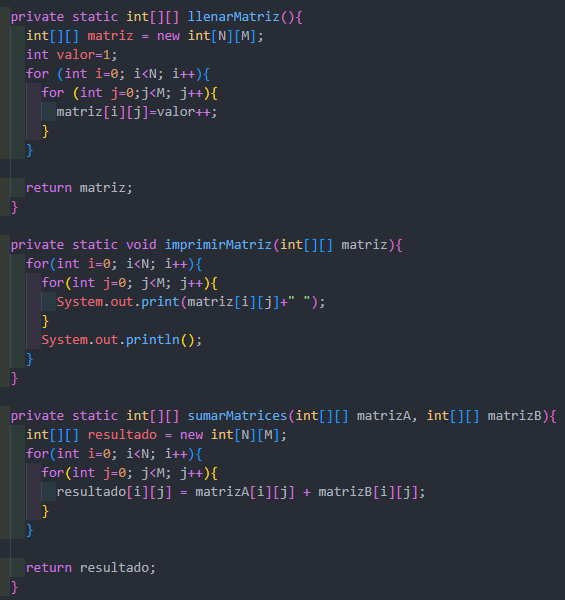 private static int[][] llenarMatriz(){
int[][] matriz = new int[N][M];
int valor=1;
for (int i=0; i<N; i++){
for (int j=0;j<M; j++){
matriz[i][j]=valor++;
}
}
return matriz;
}
private static void imprimirMatriz(int[][] matriz){
for(int i=0; i<N; i++){
for(int j=0; j<M; j++){
System.out.print(matriz[i][j]+" ");
}
System.out.println();
}
}
private static int[][] sumarMatrices(int[][] matrizA, int[][] matrizB){
int[][] resultado = new int[N][M];
for(int i=0; i<N; i++){
for(int j=0; j<M; j++){
resultado[i][j] = matrizA[i][j] + matrizB[i][j];
}
}
return resultado;
}